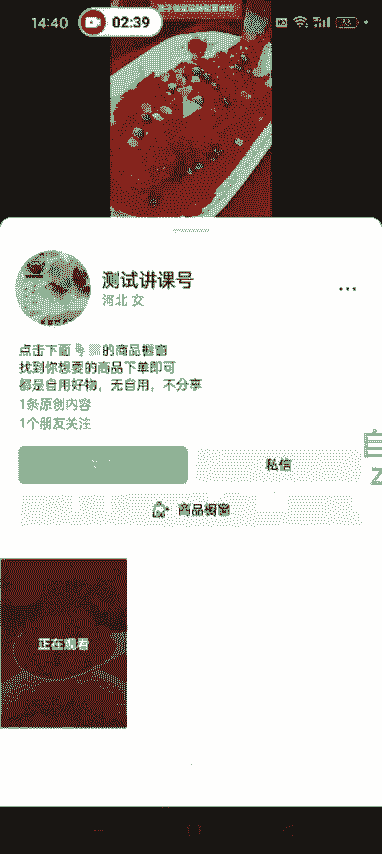 14:40
02:39
测试讲课号
河北 女
点击下面的商品橱窗
找到你想要的商品下单即可
都是自用好物，无自用，不分享
1条原创内容
1个朋友关注
私信
商品橱窗
正在观看